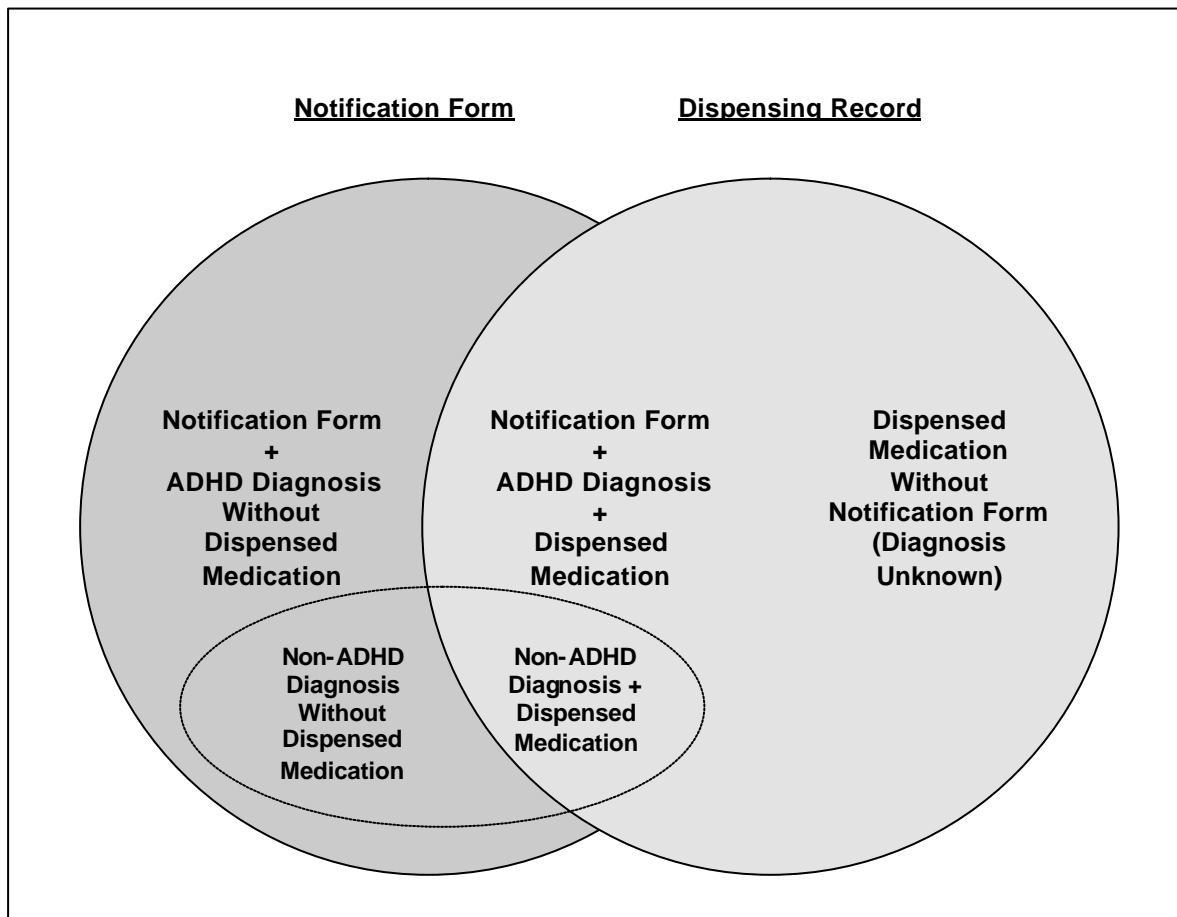 Notification Form
Dispensing Record
Notification Form
+
ADHD Diagnosis
Without
Dispensed
Medication
Notification Form
+
ADHD Diagnosis
+
Dispensed
Medication
Dispensed
Medication
Without
Notification Form
(Diagnosis
Unknown)
Non-ADHD
Diagnosis
Without
Dispensed
Medication
Non-ADHD
Diagnosis +
Dispensed
Medication